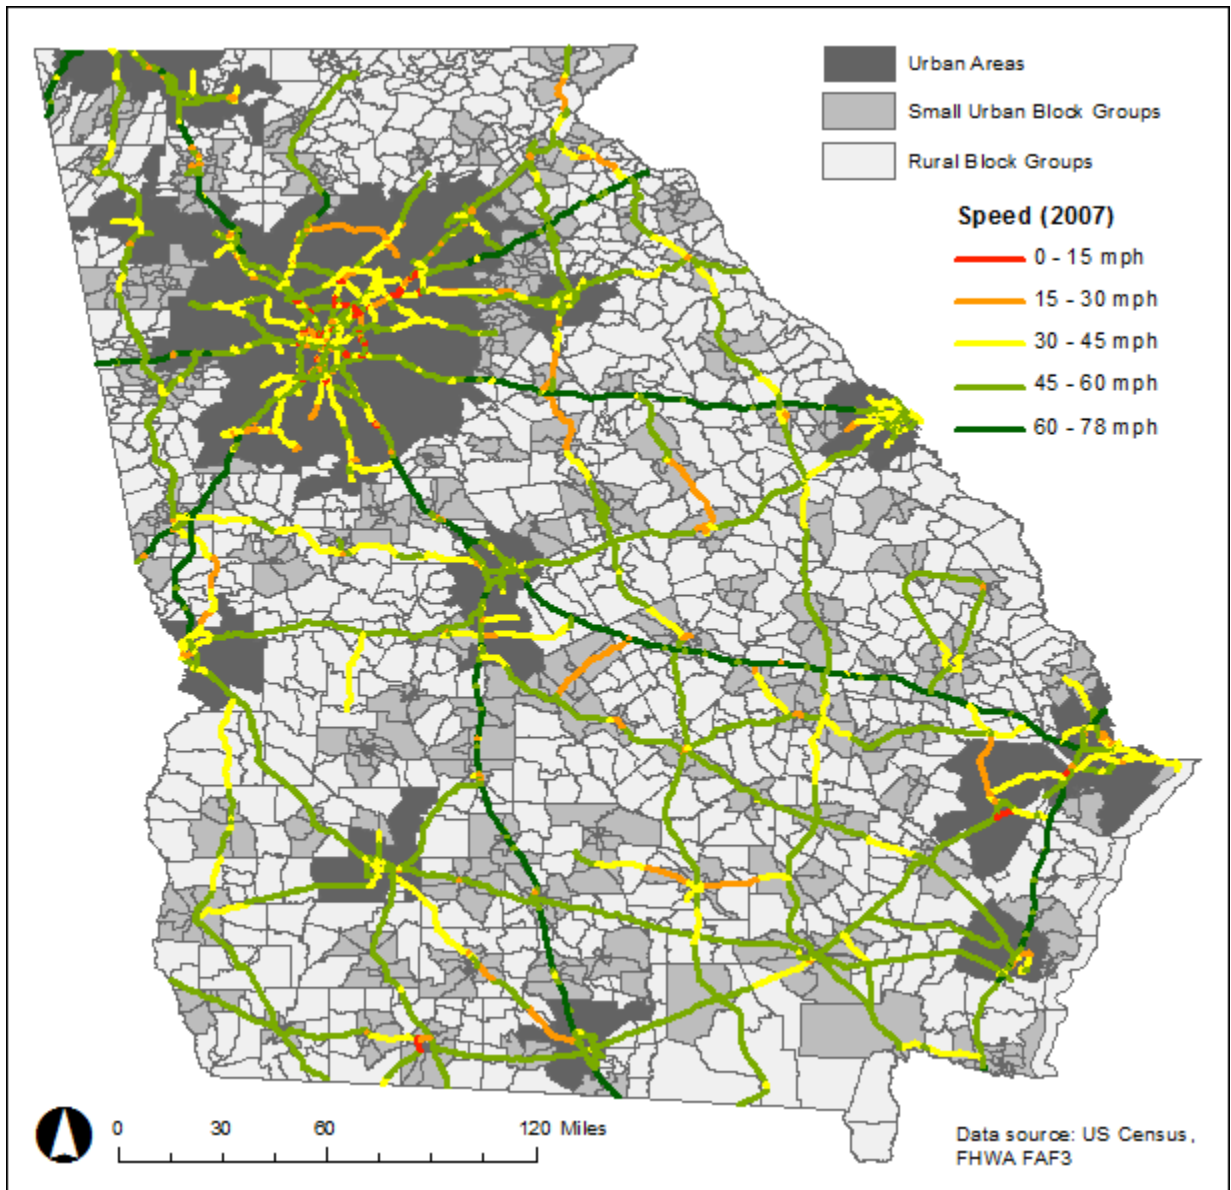 Urban Areas
Small Urban Block Groups
Rural Block Groups
Speed (2007)
0 - 15 mph
15 - 30 mph
30 - 45 mph
45 - 60 mph
60 - 78 mph
0 30 60 120 Miles
Data source: US Census,
FHWA FAF3